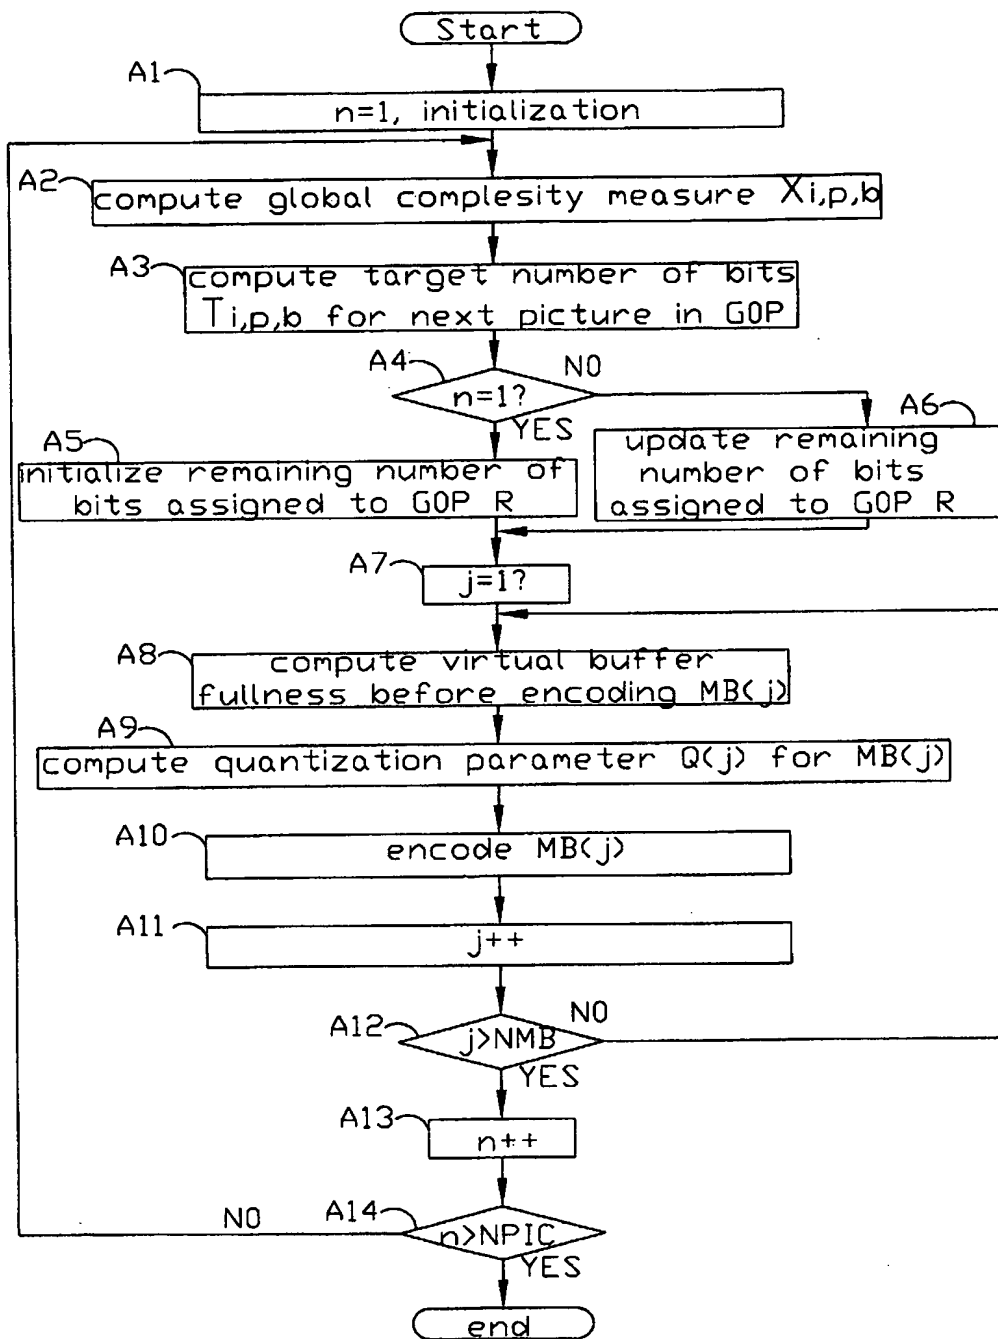 Start
A1
n=1, initialization
A2
compute global complesity measure Xi,p,b
A3
compute target number of bits
Ti,p,b for next picture in GOP
A4
NO
n=1?
YES
A5
initialize remaining number of
bits assigned to GOP R
A6
update remaining
number of bits
assigned to GOP R
A7
j=1?
A8
compute virtual buffer
fullness before encoding MB(j)
A9
compute quantization parameter Q(j) for MB(j)
A10
encode MB(j)
A11
j++
A12
NO
j>NMB
YES
A13
n++
A14
NO
n>NPIC
YES
end